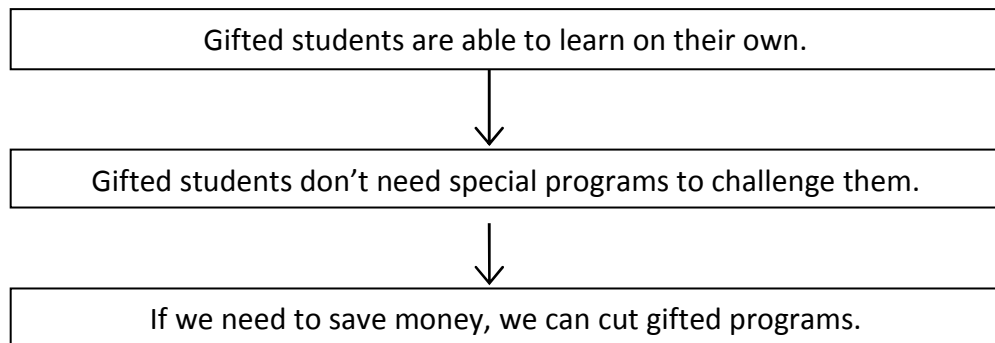 Gifted students are able to learn on their own.
Gifted students don’t need special programs to challenge them.
If we need to save money, we can cut gifted programs.